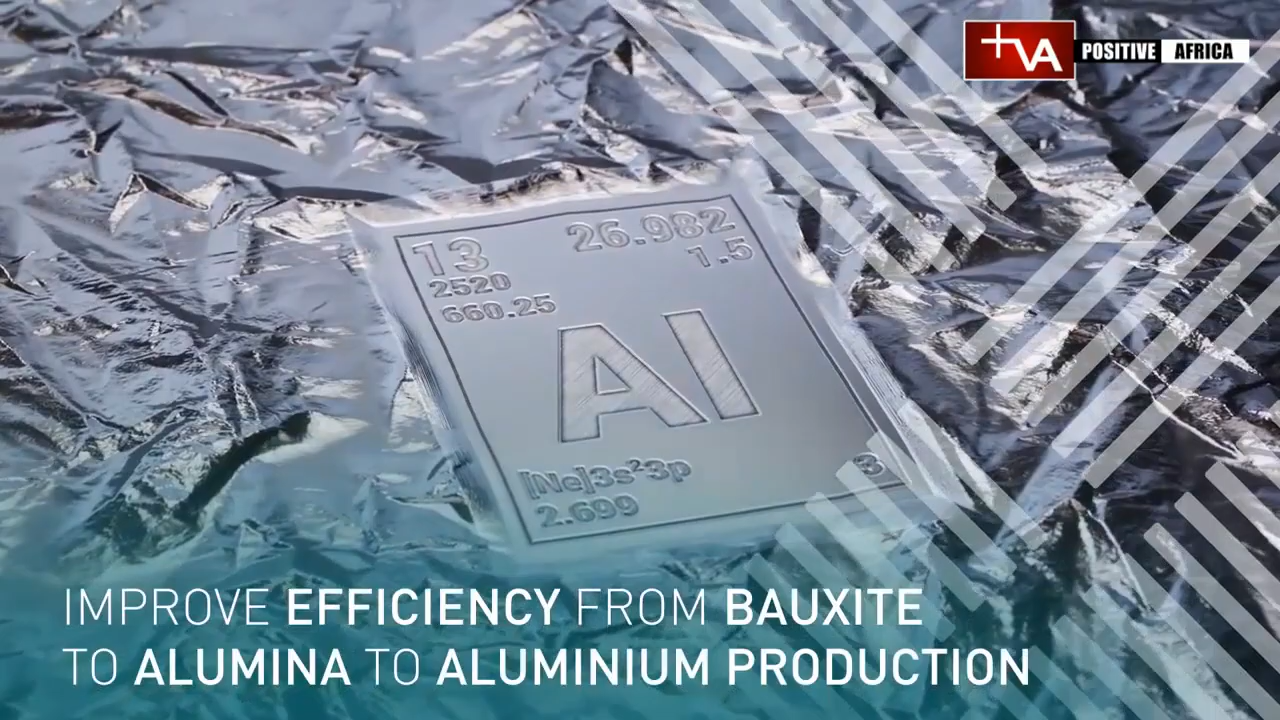 +VA POSITIVE AFRICA
13 26.982
2520 1.5
660.25
Al
[Ne]3s²3p 3
2.699
IMPROVE EFFICIENCY FROM BAUXITE
TO ALUMINA TO ALUMINIUM PRODUCTION